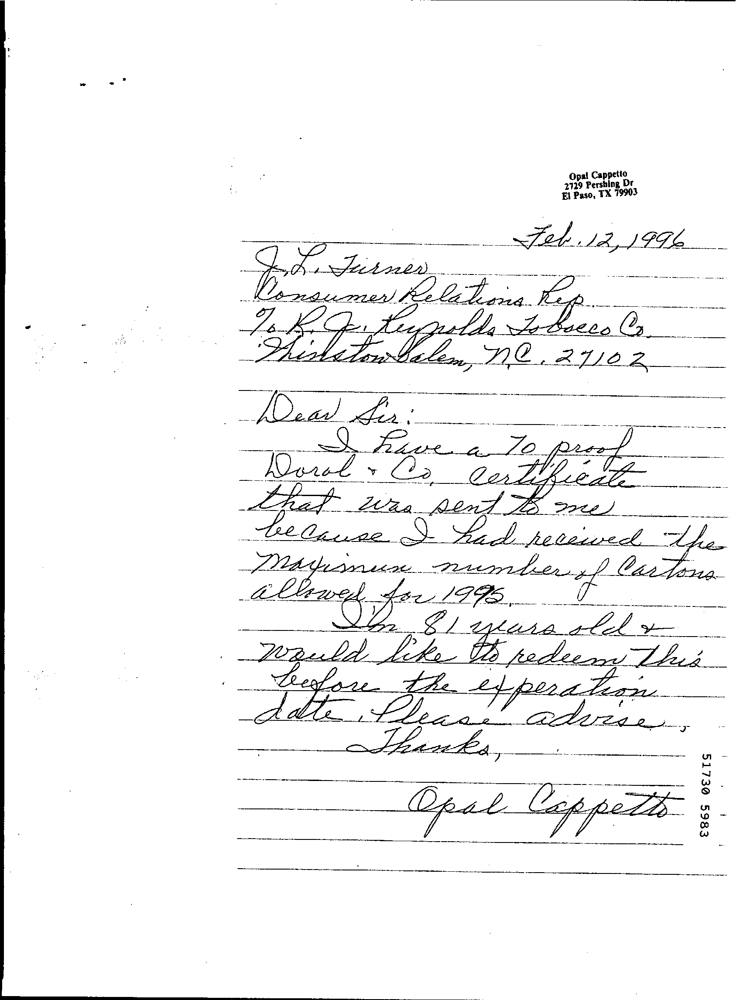 Opal Cappetto
2729 Pershing Dr
El Paso, TX 79903
Feb. 12, 1996
J. L. Turner
Consumer Relations Rep
% R. J. Reynolds Tobacco Co.
Winston Salem, N.C. 27102
Dear Sir:
I have a 70 proof
Doral & Co. certificate
that was sent to me
because I had received the
maximun number of Cartons
allowed for 1995.
I'm 81 years old &
would like to redeem this
before the experation
date. Please advise,
Thanks,
Opal Cappetto
51730 5983